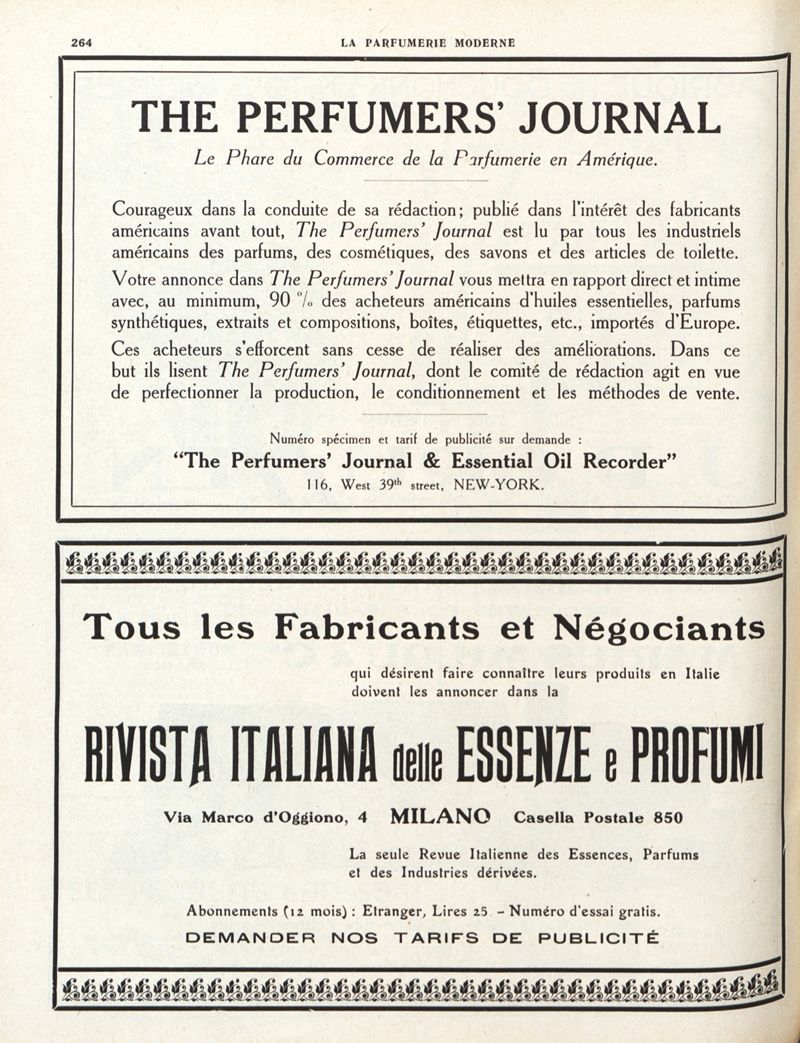 264
LA PARFUMERIE MODERNE
THE PERFUMERS' JOURNAL
Le Phare du Commerce de la Parfumerie en Amérique.
Courageux dans la conduite de sa rédaction; publié dans l'intérêt des fabricants
américains avant tout, The Perfumers' Journal est lu par tous les industriels
américains des parfums, des cosmétiques, des savons et des articles de toilette.
Votre annonce dans The Perfumers' Journal vous mettra en rapport direct et intime
avec, au minimum, 90 % des acheteurs américains d'huiles essentielles, parfums
synthétiques, extraits et compositions, boîtes, étiquettes, etc., importés d'Europe.
Ces acheteurs s'efforcent sans cesse de réaliser des améliorations. Dans ce
but ils lisent The Perfumers' Journal, dont le comité de rédaction agit en vue
de perfectionner la production, le conditionnement et les méthodes de vente.
Numéro spécimen et tarif de publicité sur demande :
"The Perfumers' Journal & Essential Oil Recorder"
116, West 39th street, NEW-YORK.
Tous les Fabricants et Négociants
qui désirent faire connaître leurs produits en Italie
doivent les annoncer dans la
RIVISTA ITALIANA delle ESSENZE e PROFUMI
Via Marco d'Oggiono, 4 MILANO Casella Postale 850
La seule Revue Italienne des Essences, Parfums
et des Industries dérivées.
Abonnements (12 mois) : Etranger, Lires 25 - Numéro d'essai gratis.
DEMANDER NOS TARIFS DE PUBLICITÉ